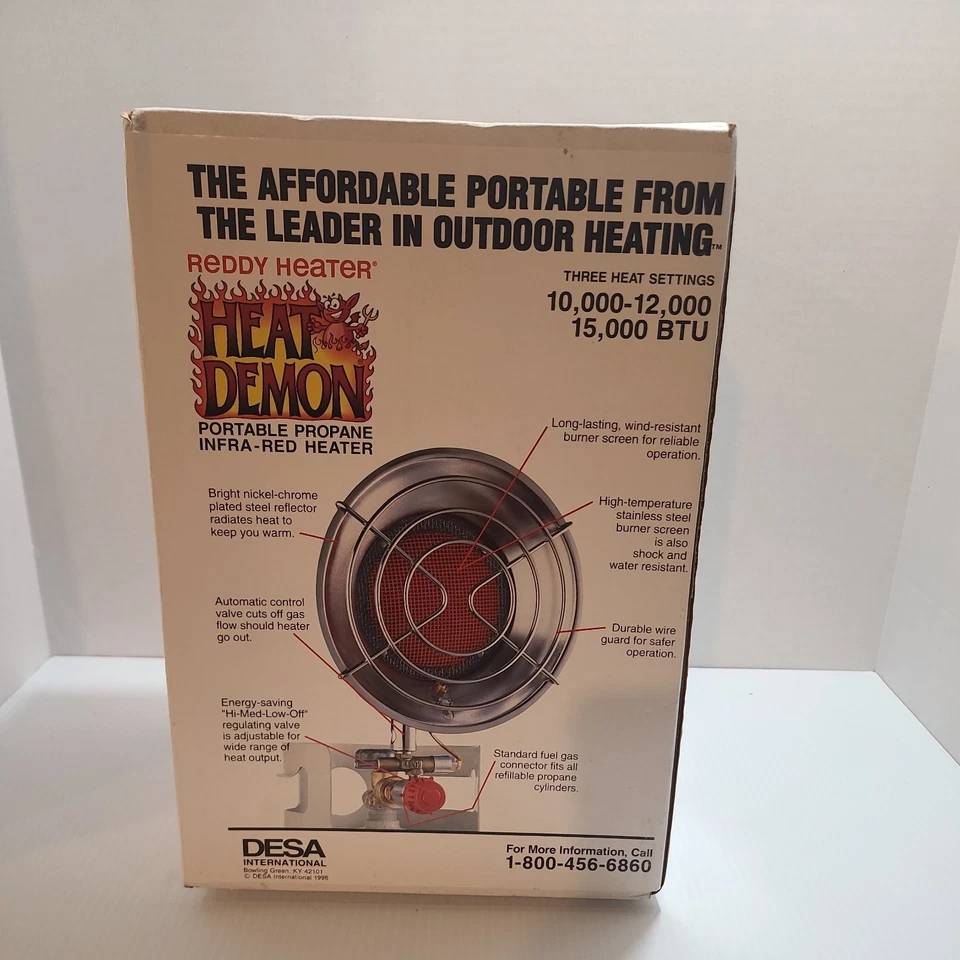 THE AFFORDABLE PORTABLE FROM
THE LEADER IN OUTDOOR HEATING™
REDDY HEATER®
THREE HEAT SETTINGS
10,000-12,000
15,000 BTU
HEAT
DEMON
PORTABLE PROPANE
INFRA-RED HEATER
Long-lasting, wind-resistant
burner screen for reliable
operation.
Bright nickel-chrome
plated steel reflector
radiates heat to
keep you warm.
High-temperature
stainless steel
burner screen
is also
shock and
water resistant.
Automatic control
valve cuts off gas
flow should heater
go out.
Durable wire
guard for safer
operation.
Energy-saving
"Hi-Med-Low-Off"
regulating valve
is adjustable for
wide range of
heat output.
Standard fuel gas
connector fits all
refillable propane
cylinders.
DESA
INTERNATIONAL
Bowling Green, KY 42101
© DESA International 1996
For More Information, Call
1-800-456-6860